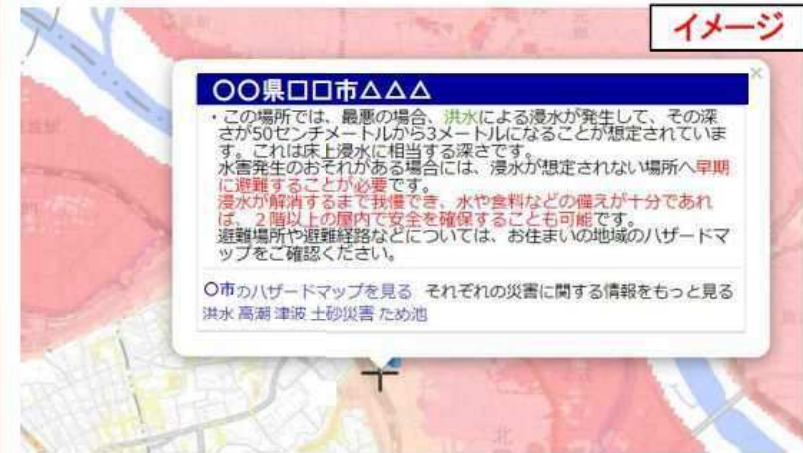 イメージ
〇〇県□□市△△△
・この場所では、最悪の場合、洪水による浸水が発生して、その深
さが50センチメートルから3メートルになることが想定されていま
す。これは床上浸水に相当する深さです。
水害発生のおそれがある場合には、浸水が想定されない場所へ早期
に避難することが必要です。
浸水が解消するまで我慢でき、水や食料などの備えが十分であれ
ば、２階以上の屋内で安全を確保することも可能です。
避難場所や避難経路などについては、お住まいの地域のハザードマ
ップをご確認ください。
〇市のハザードマップを見る それぞれの災害に関する情報をもっと見る
洪水 高潮 津波 土砂災害 ため池